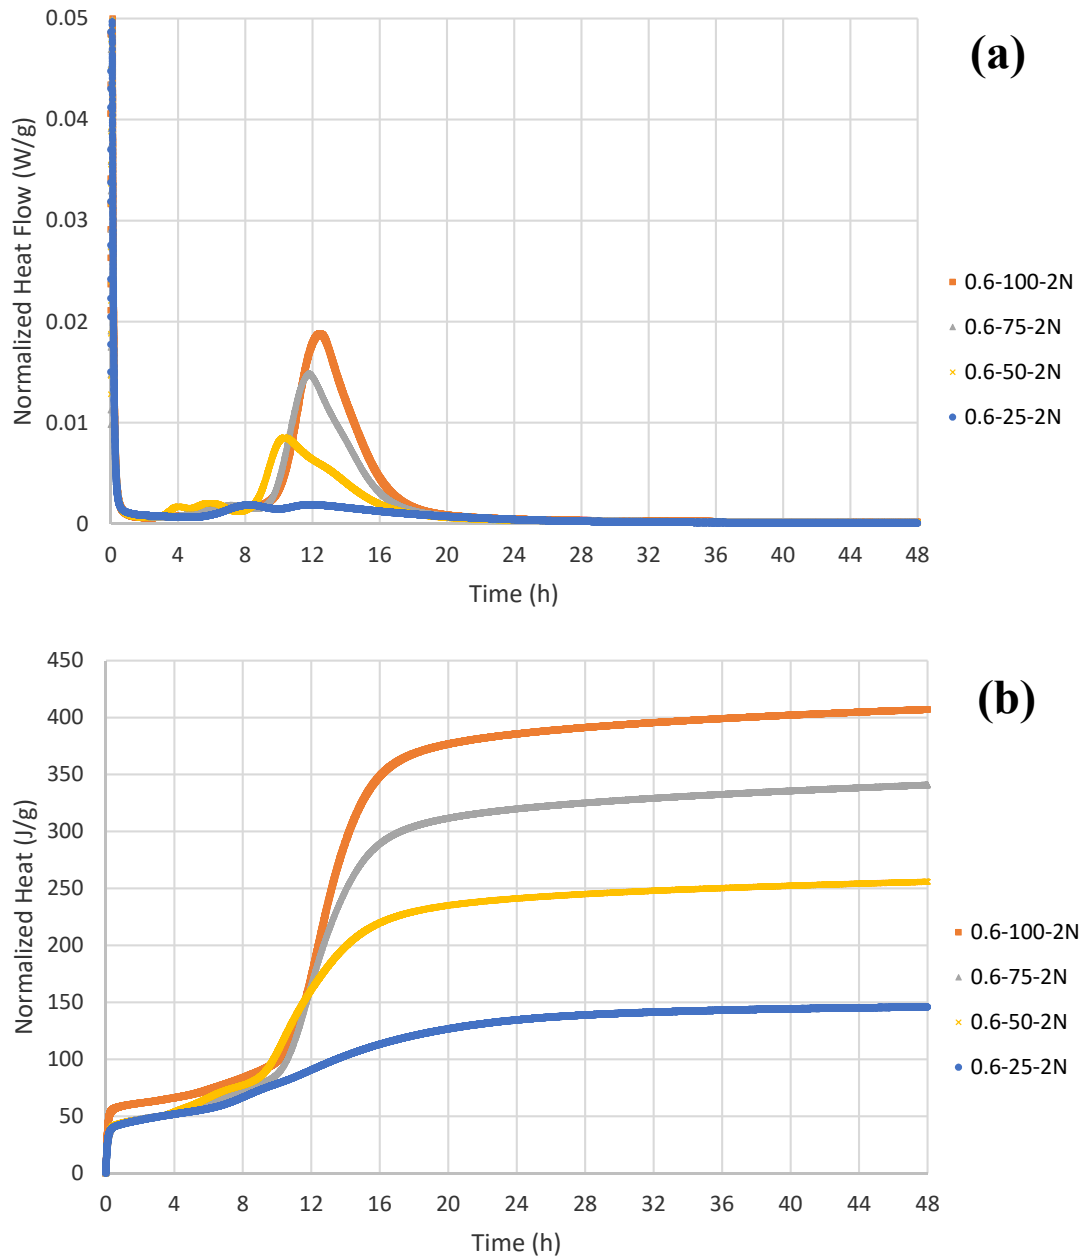 (a)
Normalized Heat Flow (W/g)
0.05
0.04
0.03
0.02
0.01
0
0 4 8 12 16 20 24 28 32 36 40 44 48
Time (h)
0.6-100-2N
0.6-75-2N
0.6-50-2N
0.6-25-2N
(b)
Normalized Heat (J/g)
450
400
350
300
250
200
150
100
50
0
0 4 8 12 16 20 24 28 32 36 40 44 48
Time (h)
0.6-100-2N
0.6-75-2N
0.6-50-2N
0.6-25-2N